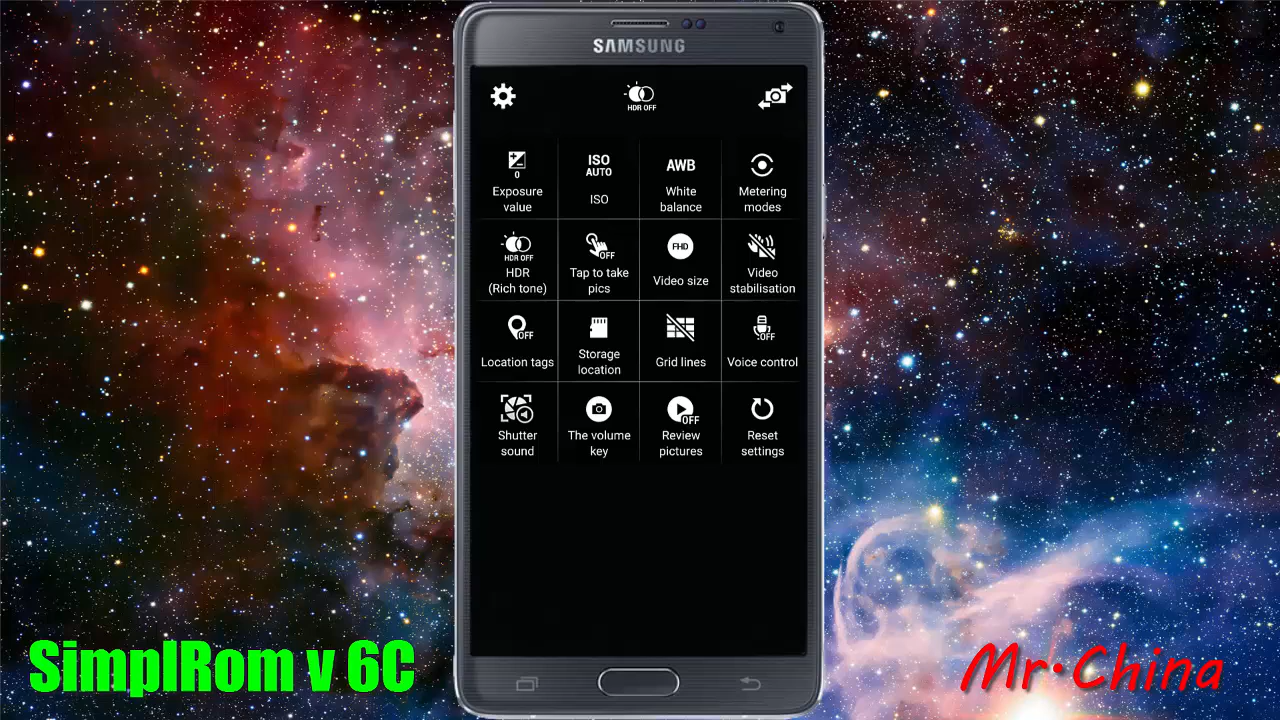 SAMSUNG
HDR OFF
0
Exposure
value
ISO
AUTO
ISO
AWB
White
balance
Metering
modes
HDR OFF
HDR
(Rich tone)
OFF
Tap to take
pics
FHD
Video size
Video
stabilisation
OFF
Location tags
Storage
location
Grid lines
OFF
Voice control
Shutter
sound
The volume
key
OFF
Review
pictures
Reset
settings
SimplRom v 6C
Mr.China